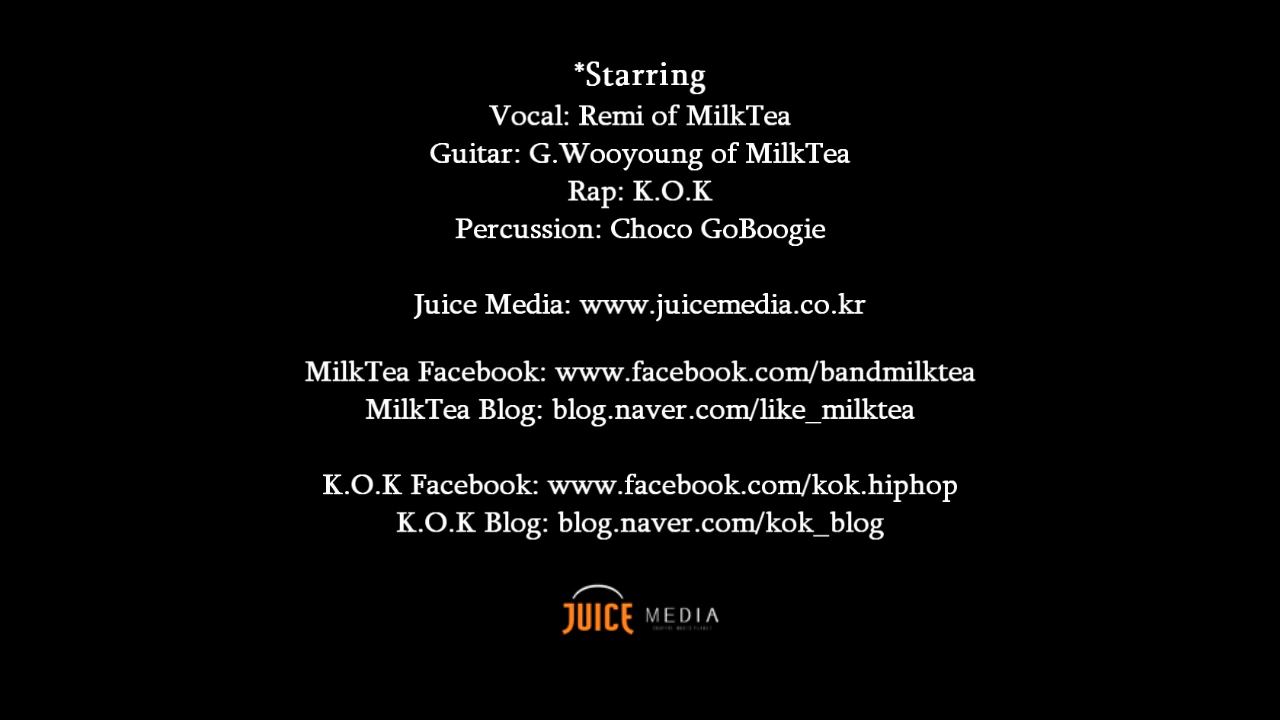 *Starring
Vocal: Remi of MilkTea
Guitar: G.Wooyoung of MilkTea
Rap: K.O.K
Percussion: Choco GoBoogie
Juice Media: www.juicemedia.co.kr
MilkTea Facebook: www.facebook.com/bandmilktea
MilkTea Blog: blog.naver.com/like_milktea
K.O.K Facebook: www.facebook.com/kok.hiphop
K.O.K Blog: blog.naver.com/kok_blog
JUICE MEDIA